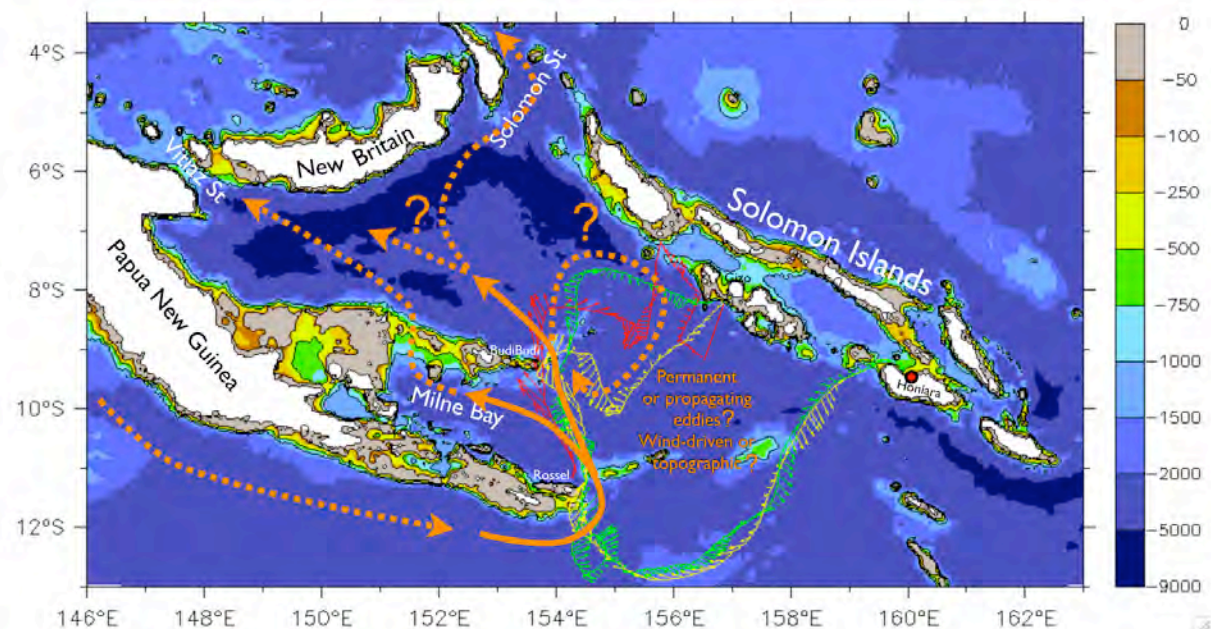 4°S
6°S
8°S
10°S
12°S
146°E
148°E
150°E
152°E
154°E
156°E
158°E
160°E
162°E
0
-50
-100
-250
-500
-750
-1000
-1500
-2000
-5000
-9000
Solomon St
New Britain
Vitiaz St
Papua New Guinea
Solomon Islands
?
?
Gizo
BudiBudi
Milne Bay
Rossel
Honiara
Permanent
or propagating
eddies?
Wind-driven or
topographic ?